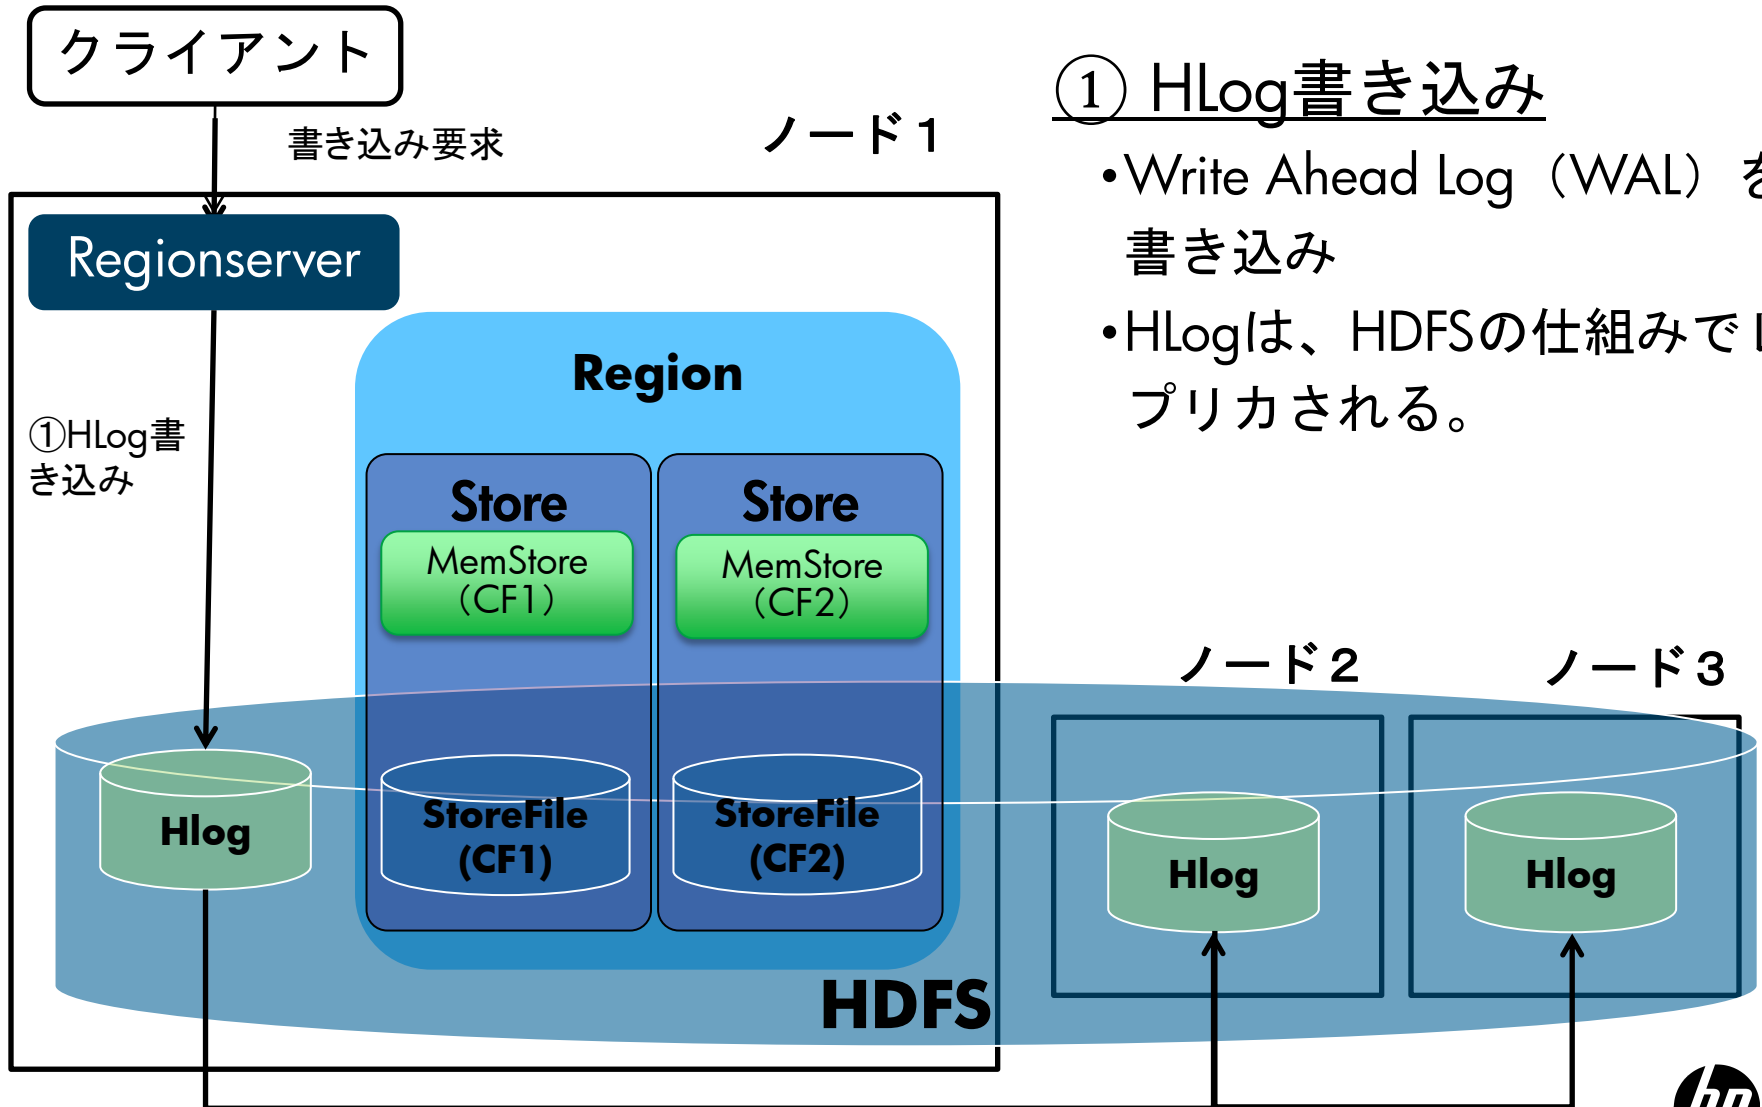 クライアント
書き込み要求
ノード1
Regionserver
①HLog書
き込み
Region
Store
Store
MemStore
（CF1）
MemStore
（CF2）
Hlog
StoreFile
(CF1)
StoreFile
(CF2)
HDFS
① HLog書き込み
•Write Ahead Log（WAL）を
書き込み
•HLogは、HDFSの仕組みでレ
プリカされる。
ノード2
ノード3
Hlog
Hlog
hp